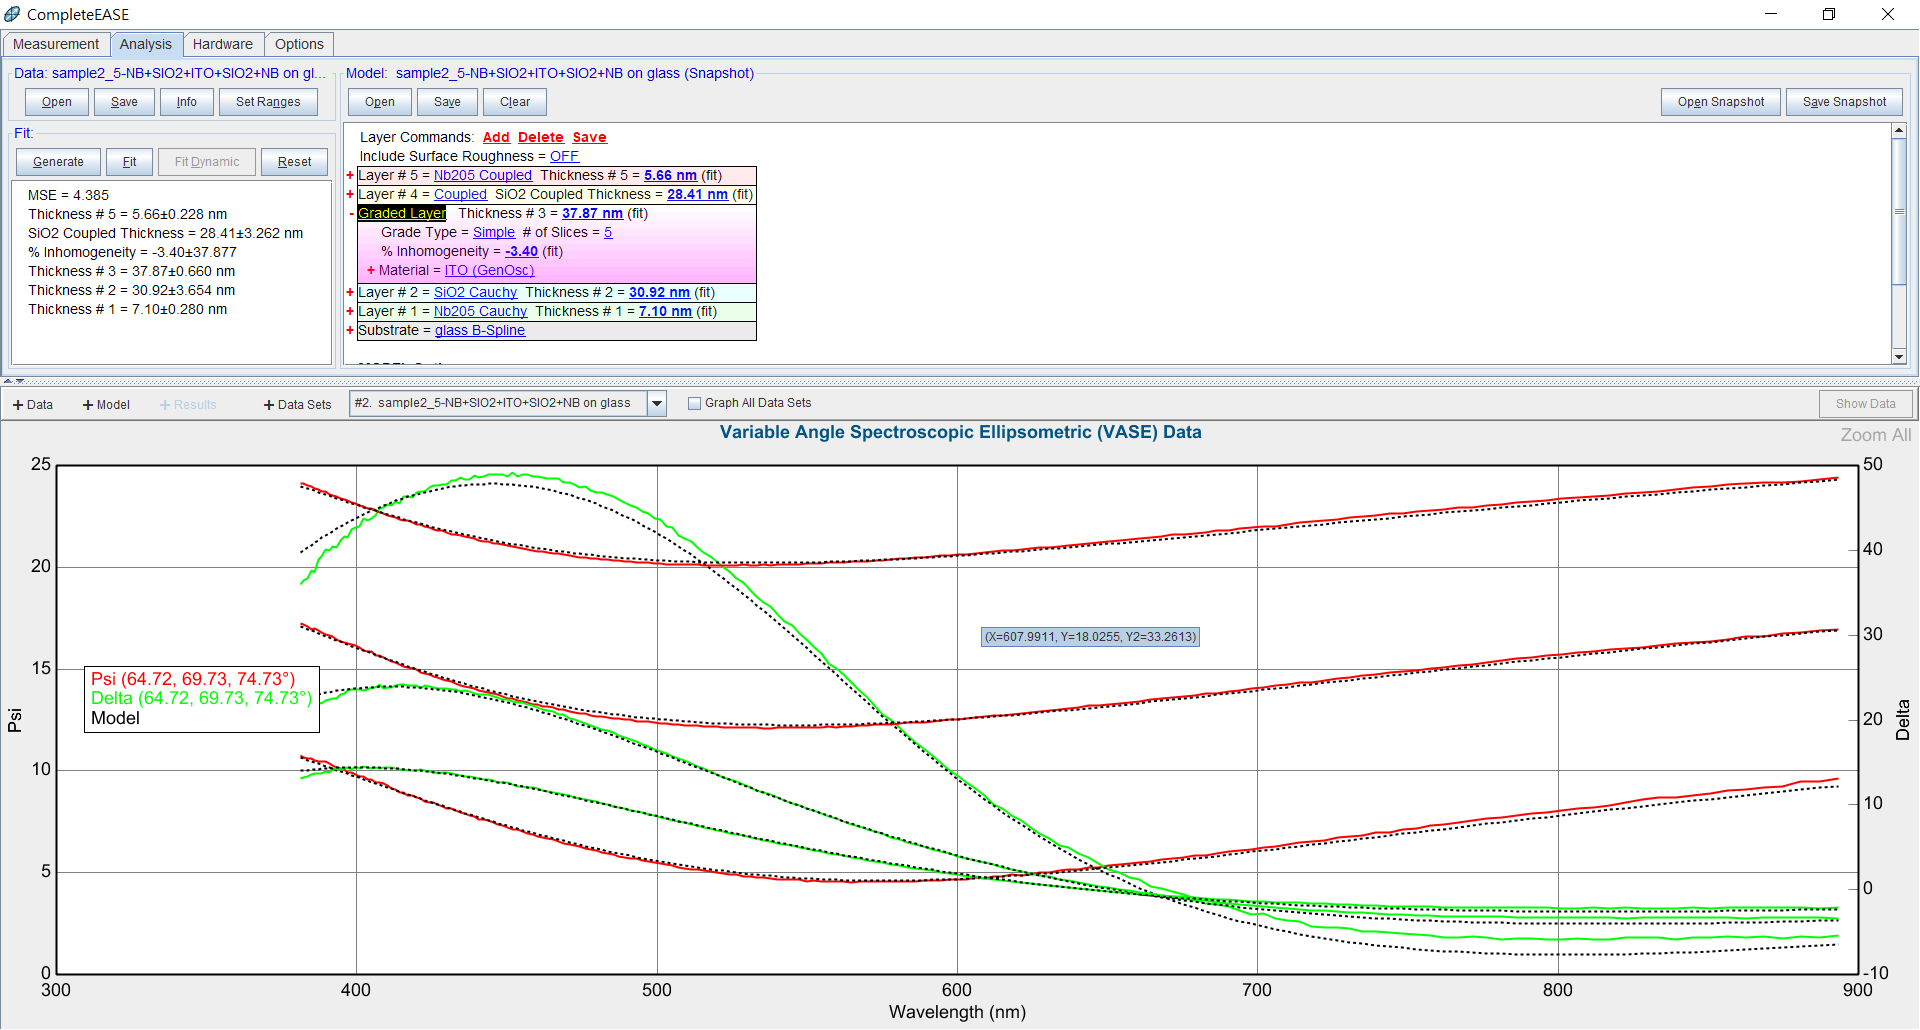 CompleteEASE
Measurement Analysis Hardware Options
Data: sample2_5-NB+SIO2+ITO+SIO2+NB on gl...
Open Save Info Set Ranges
Fit:
Generate Fit Fit Dynamic Reset
MSE = 4.385
Thickness # 5 = 5.66±0.228 nm
SiO2 Coupled Thickness = 28.41±3.262 nm
% Inhomogeneity = -3.40±37.877
Thickness # 3 = 37.87±0.660 nm
Thickness # 2 = 30.92±3.654 nm
Thickness # 1 = 7.10±0.280 nm
Model: sample2_5-NB+SIO2+ITO+SIO2+NB on glass (Snapshot)
Open Save Clear Open Snapshot Save Snapshot
Layer Commands: Add Delete Save
Include Surface Roughness = OFF
+ Layer # 5 = Nb205 Coupled Thickness # 5 = 5.66 nm (fit)
+ Layer # 4 = Coupled SiO2 Coupled Thickness = 28.41 nm (fit)
- Graded Layer Thickness # 3 = 37.87 nm (fit)
Grade Type = Simple # of Slices = 5
% Inhomogeneity = -3.40 (fit)
+ Material = ITO (GenOsc)
+ Layer # 2 = SiO2 Cauchy Thickness # 2 = 30.92 nm (fit)
+ Layer # 1 = Nb205 Cauchy Thickness # 1 = 7.10 nm (fit)
+ Substrate = glass B-Spline
+ Data + Model + Results + Data Sets #2. sample2_5-NB+SIO2+ITO+SIO2+NB on glass Graph All Data Sets Show Data
Variable Angle Spectroscopic Ellipsometric (VASE) Data
Zoom All
25
20
15
10
5
0
Psi
Psi (64.72, 69.73, 74.73°)
Delta (64.72, 69.73, 74.73°)
Model
(X=607.9911, Y=18.0255, Y2=33.2613)
50
40
30
20
10
0
-10
Delta
300 400 500 600 700 800 900
Wavelength (nm)